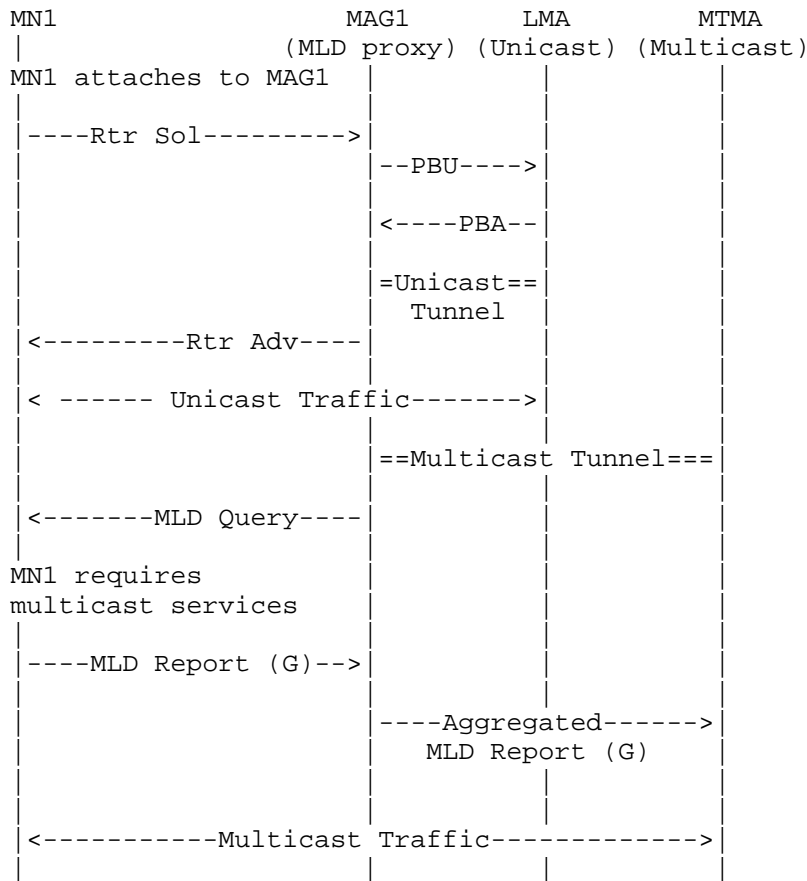 MN1                MAG1         LMA         MTMA
|             (MLD proxy) (Unicast) (Multicast)
MN1 attaches to MAG1 |          |            |
|                    |          |            |
|----Rtr Sol--------->|          |            |
|                    |--PBU---->|            |
|                    |          |            |
|                    |<----PBA--|            |
|                    |          |            |
|                    |=Unicast==|            |
|                    |  Tunnel  |            |
|<---------Rtr Adv----|          |            |
|                    |          |            |
|< ------ Unicast Traffic------->|            |
|                    |          |            |
|                    |==Multicast Tunnel===|
|                    |          |            |
|<-------MLD Query----|          |            |
|                    |          |            |
MN1 requires         |          |            |
multicast services   |          |            |
|                    |          |            |
|----MLD Report (G)-->|          |            |
|                    |          |            |
|                    |----Aggregated------>|
|                    |  MLD Report (G)     |
|                    |          |            |
|                    |          |            |
|<-----------Multicast Traffic------------->|
|                    |          |            |